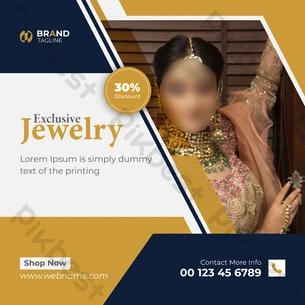 BRAND
TAGLINE
30%
Discount
Exclusive
Jewelry
Lorem Ipsum is simply dummy
text of the printing
Shop Now
www.webname.com
Contact More Info
00 123 45 6789
pikbest